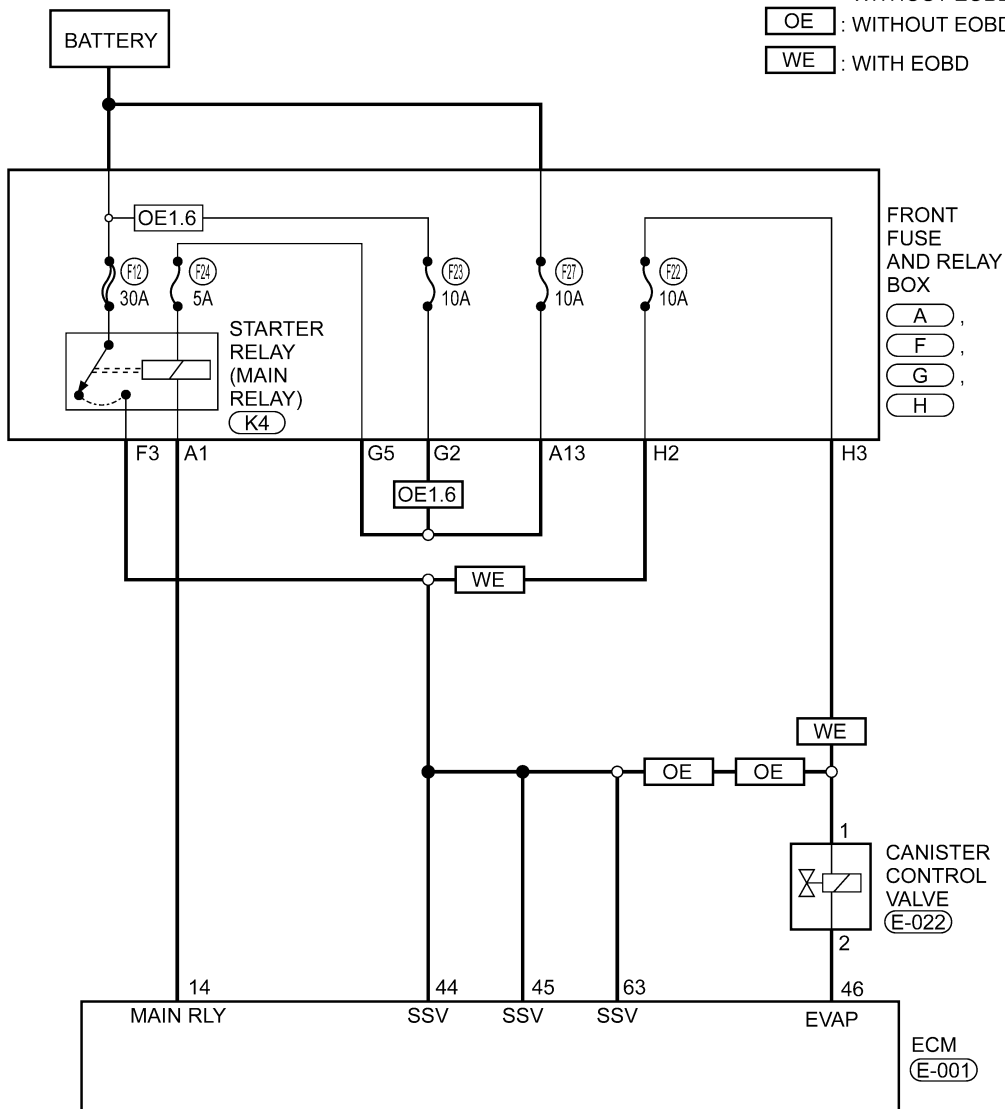 OE : WITHOUT EOBD
WE : WITH EOBD
BATTERY
OE1.6
F12
30A
F24
5A
F23
10A
F27
10A
F22
10A
FRONT
FUSE
AND RELAY
BOX
A ,
F ,
G ,
H
STARTER
RELAY
(MAIN
RELAY)
K4
F3 A1 G5 G2 A13 H2 H3
OE1.6
WE
WE
OE OE
1
CANISTER
CONTROL
VALVE
E-022
2
14 44 45 63 46
MAIN RLY SSV SSV SSV EVAP
ECM
E-001